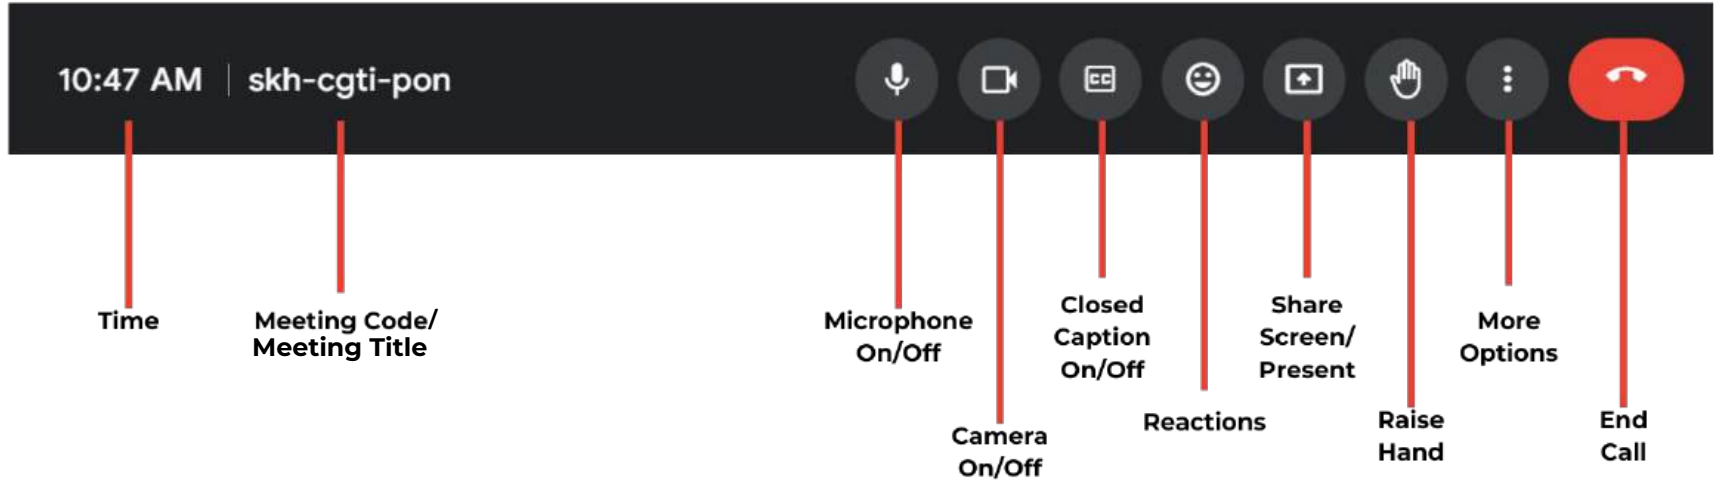 10:47 AM | skh-cgti-pon
CC
Time
Meeting Code/
Meeting Title
Microphone
On/Off
Camera
On/Off
Closed
Caption
On/Off
Reactions
Share
Screen/
Present
Raise
Hand
More
Options
End
Call